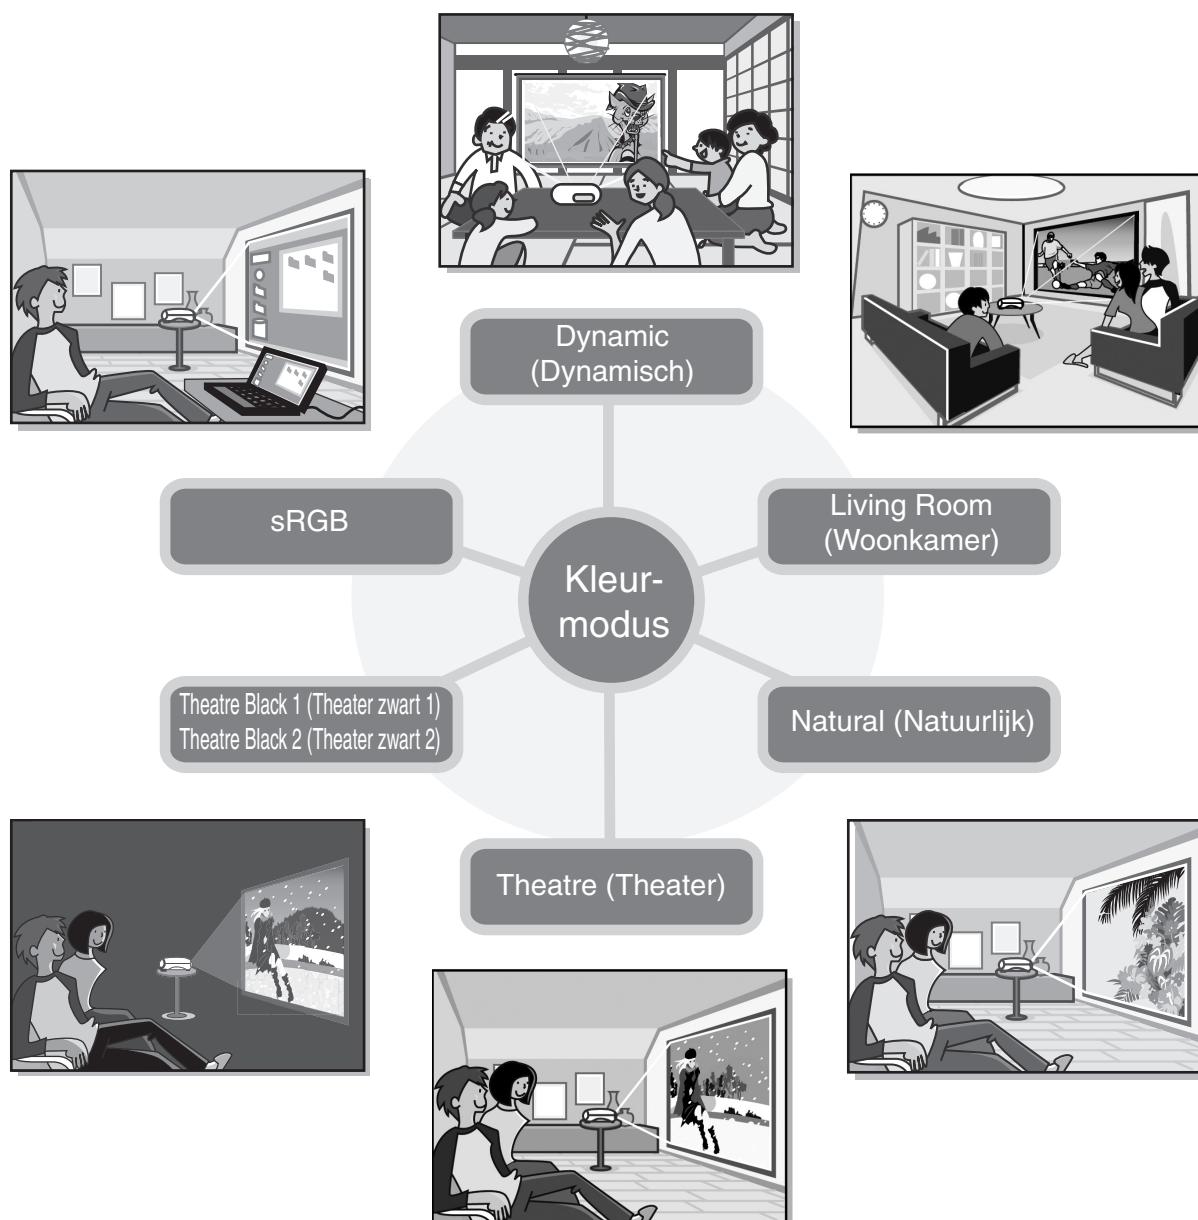 Dynamic
(Dynamisch)
sRGB
Living Room
(Woonkamer)
Kleur-
modus
Theatre Black 1 (Theater zwart 1)
Theatre Black 2 (Theater zwart 2)
Natural (Natuurlijk)
Theatre (Theater)